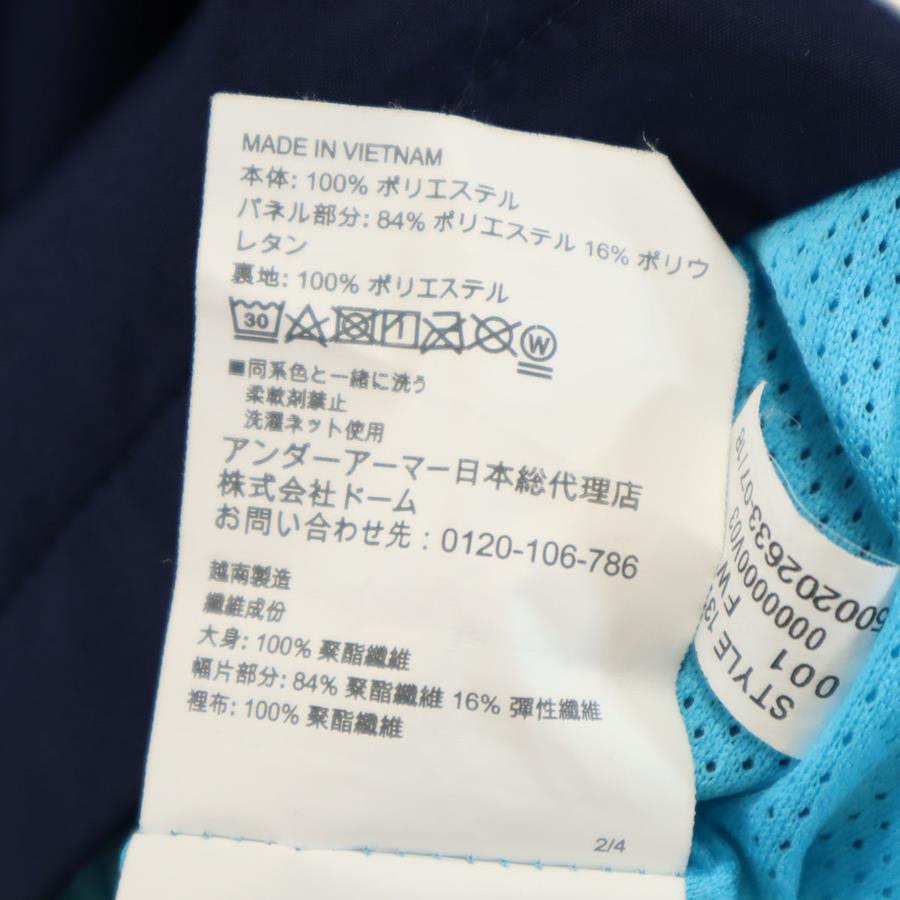 MADE IN VIETNAM
本体: 100% ポリエステル
パネル部分: 84% ポリエステル 16% ポリウ
レタン
裏地: 100% ポリエステル
30
W
■同系色と一緒に洗う
柔軟剤禁止
洗濯ネット使用
アンダーアーマー日本総代理店
株式会社ドーム
お問い合わせ先：0120-106-786
越南製造
繊維成份
大身: 100% 聚酯纖維
幅片部分: 84% 聚酯纖維 16% 彈性纖維
裡布: 100% 聚酯纖維
2/4
STYLE
001 FW
0000000V03